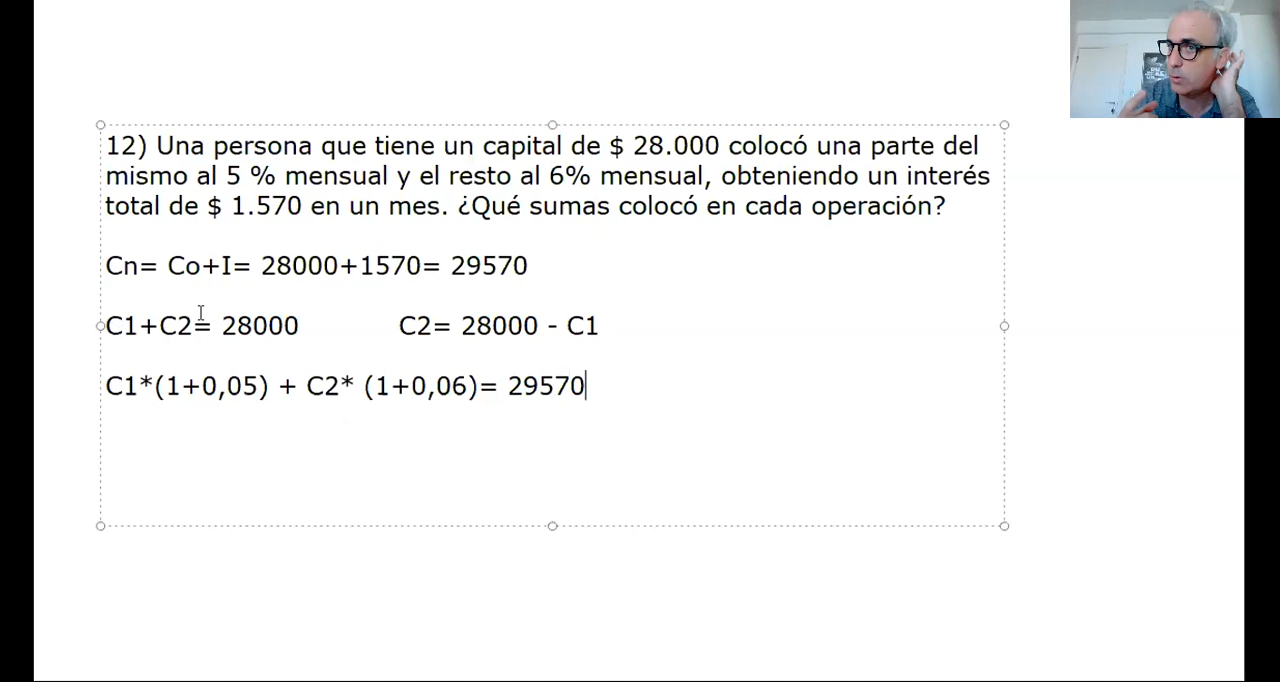 12) Una persona que tiene un capital de $ 28.000 colocó una parte del
mismo al 5 % mensual y el resto al 6% mensual, obteniendo un interés
total de $ 1.570 en un mes. ¿Qué sumas colocó en cada operación?
Cn= Co+I= 28000+1570= 29570
C1+C2= 28000 C2= 28000 - C1
C1*(1+0,05) + C2* (1+0,06)= 29570